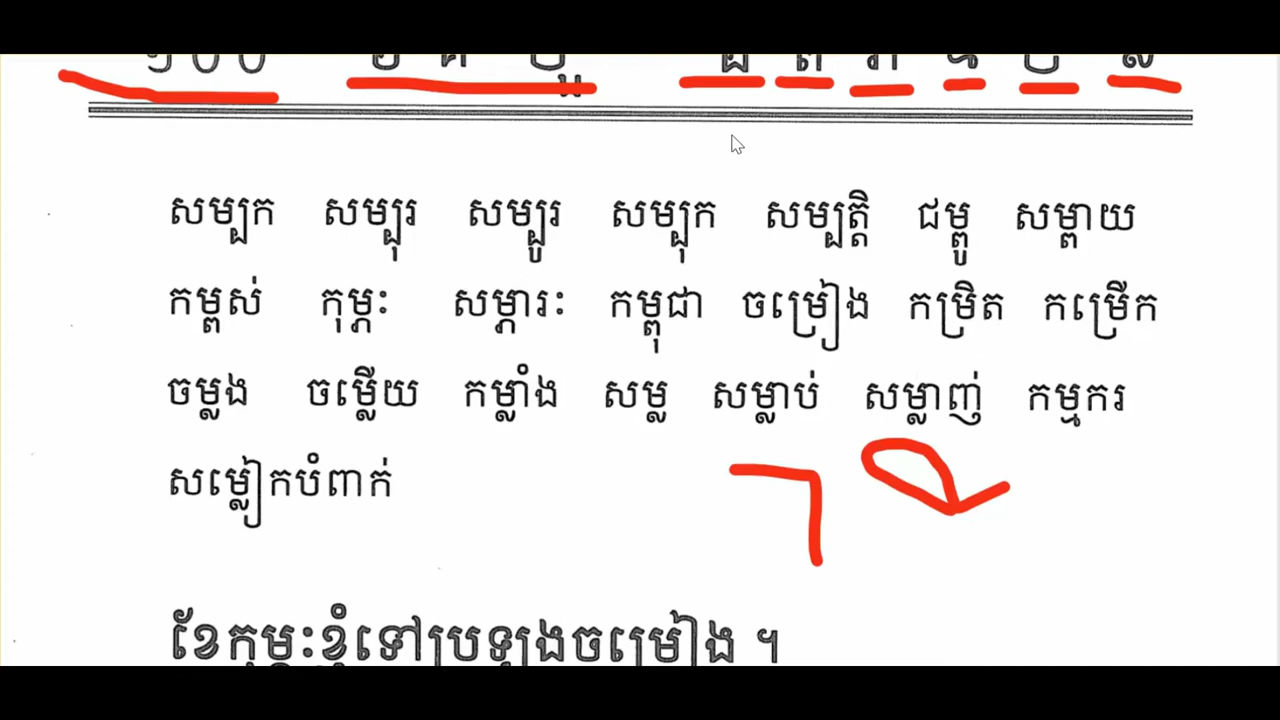 សម្បក សម្បុរ សម្បូរ សម្បុក សម្បត្តិ ជម្ពូ សម្ពាយ
កម្ពស់ កុម្ភៈ សម្ភារៈ កម្ពុជា ចម្រៀង កម្រិត កម្រើក
ចម្លង ចម្លើយ កម្លាំង សម្ល សម្លាប់ សម្លាញ់ កម្មករ
សម្លៀកបំពាក់
ខែកុម្ភៈខ្ញុំទៅប្រឡងចម្រៀង ។